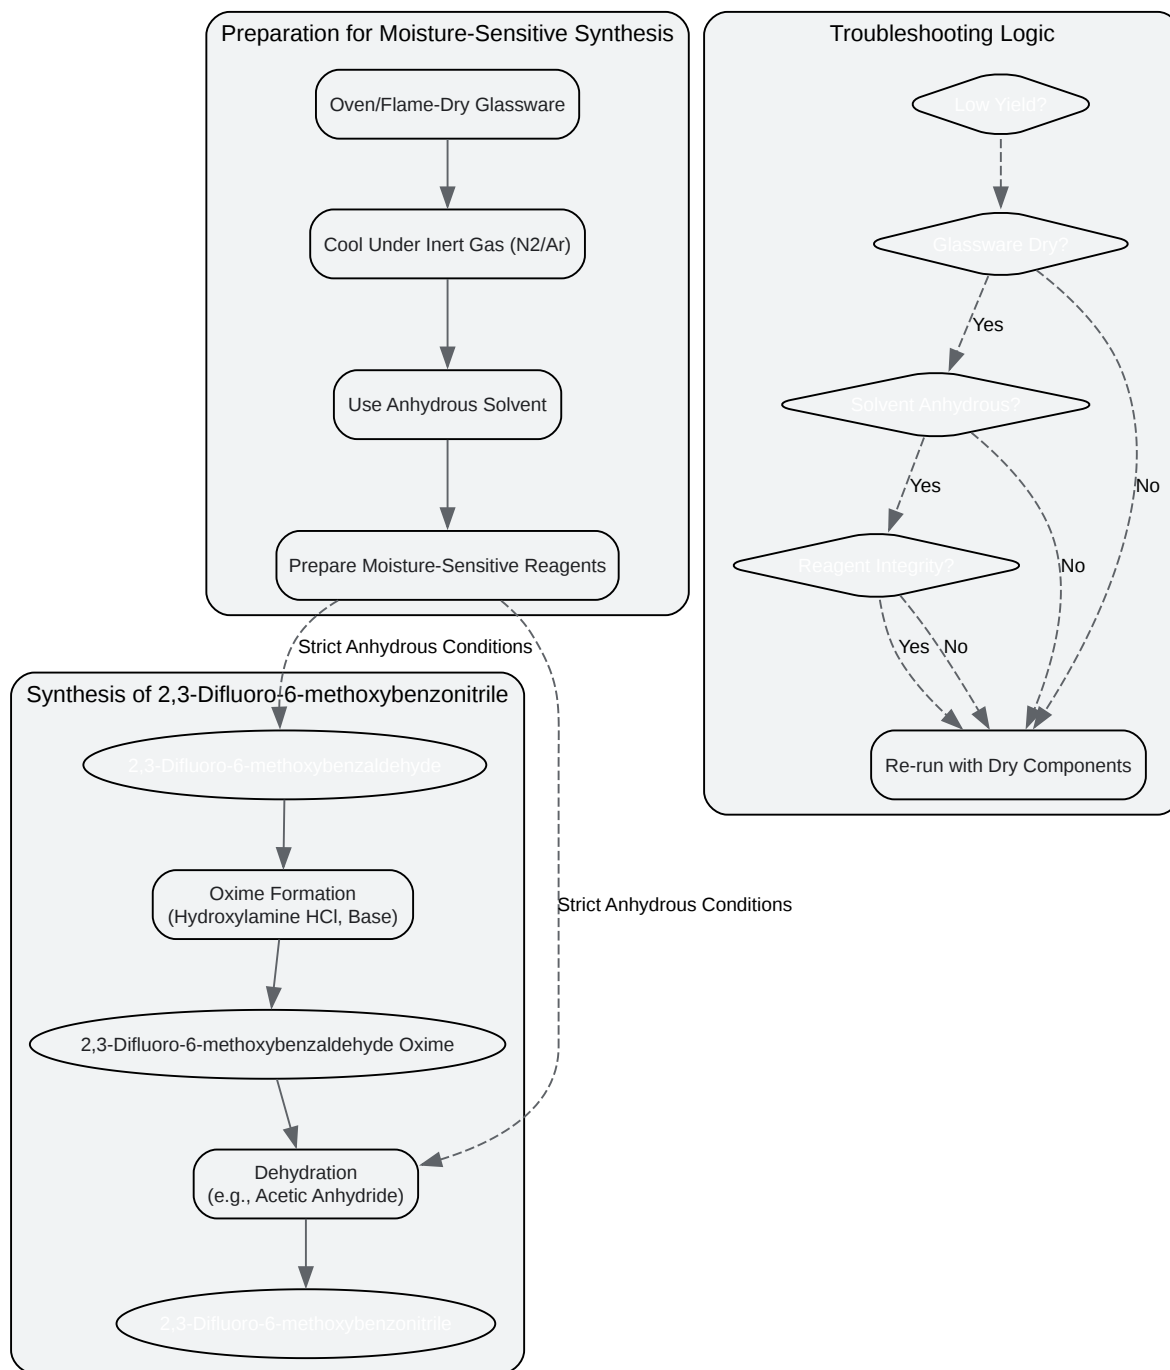 Preparation for Moisture-Sensitive Synthesis
Oven/Flame-Dry Glassware
Cool Under Inert Gas (N2/Ar)
Use Anhydrous Solvent
Prepare Moisture-Sensitive Reagents
Strict Anhydrous Conditions
Synthesis of 2,3-Difluoro-6-methoxybenzonitrile
2,3-Difluoro-6-methoxybenzaldehyde
Oxime Formation
(Hydroxylamine HCl, Base)
Strict Anhydrous Conditions
2,3-Difluoro-6-methoxybenzaldehyde Oxime
Dehydration
(e.g., Acetic Anhydride)
2,3-Difluoro-6-methoxybenzonitrile
Troubleshooting Logic
Low Yield?
Glassware Dry?
Yes
Solvent Anhydrous?
Yes
No
Reagent Integrity?
No
Yes
No
Re-run with Dry Components